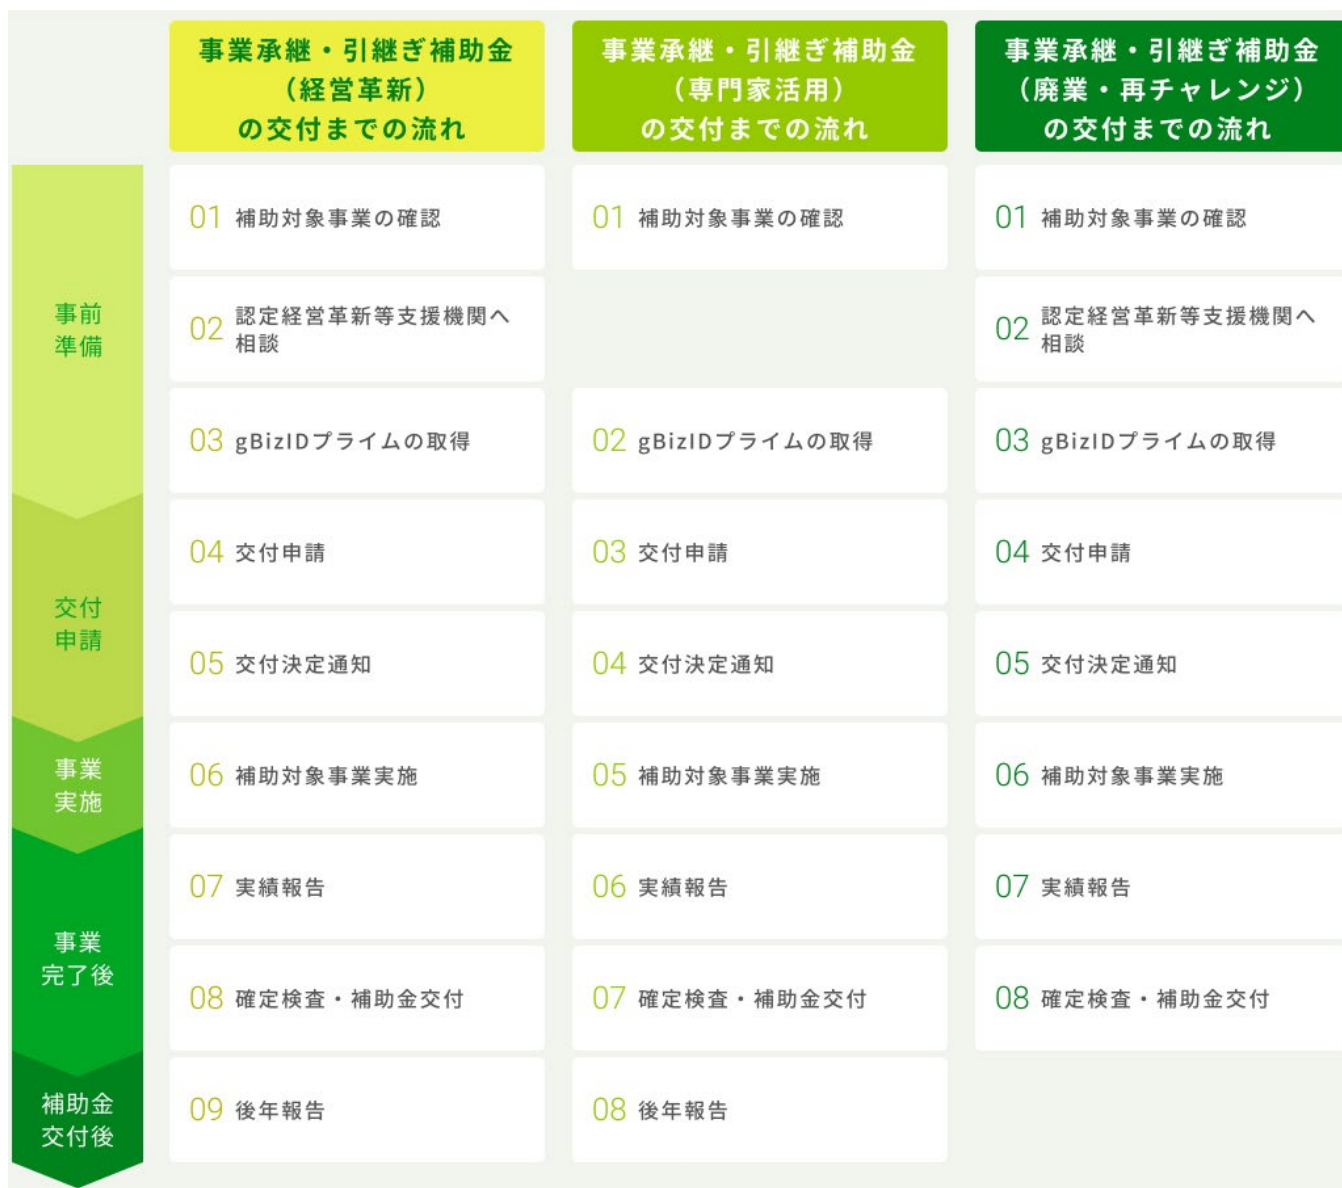 事業承継・引継ぎ補助金
（経営革新）
の交付までの流れ
事業承継・引継ぎ補助金
（専門家活用）
の交付までの流れ
事業承継・引継ぎ補助金
（廃業・再チャレンジ）
の交付までの流れ
事前
準備
01 補助対象事業の確認
01 補助対象事業の確認
01 補助対象事業の確認
02 認定経営革新等支援機関へ
相談
02 認定経営革新等支援機関へ
相談
03 gBizIDプライムの取得
02 gBizIDプライムの取得
03 gBizIDプライムの取得
交付
申請
04 交付申請
03 交付申請
04 交付申請
05 交付決定通知
04 交付決定通知
05 交付決定通知
事業
実施
06 補助対象事業実施
05 補助対象事業実施
06 補助対象事業実施
事業
完了後
07 実績報告
06 実績報告
07 実績報告
08 確定検査・補助金交付
07 確定検査・補助金交付
08 確定検査・補助金交付
補助金
交付後
09 後年報告
08 後年報告